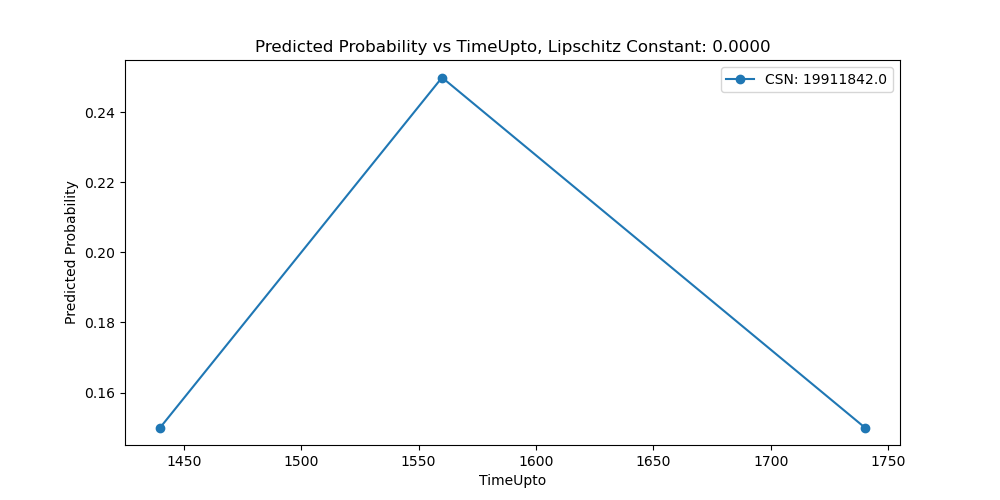 Predicted Probability vs TimeUpto, Lipschitz Constant: 0.0000
CSN: 19911842.0
Predicted Probability
0.24
0.22
0.20
0.18
0.16
1450 1500 1550 1600 1650 1700 1750
TimeUpto